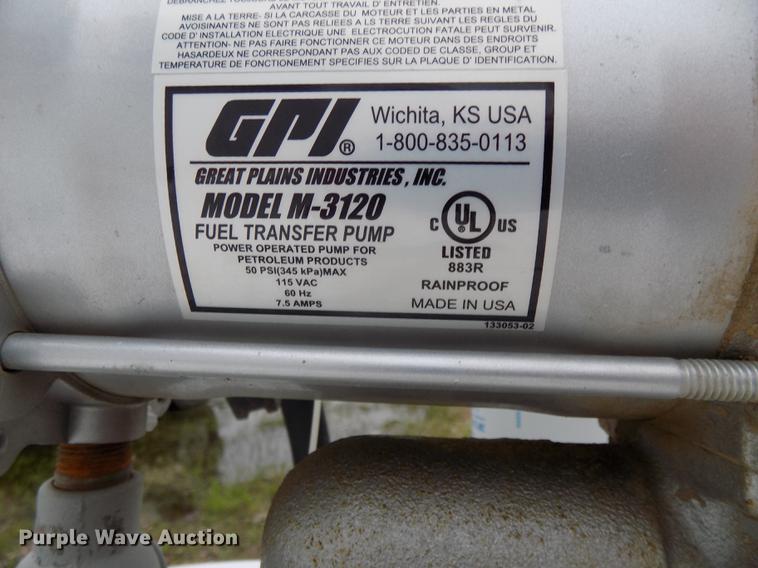 AVANT TOUT TRAVAIL D' ENTRETIEN.
MISE A LA TERRE- SI LA CARCASSE DU MOTEUR ET LES PARTIES EN METAL
AVOISINANTES NE SONT PAS RELIEES A LS TERRE SUIVANT LES REGLES DU
CODE D' INSTALLATION ELECTRIQUE UNE ELECTROCUTION FATALE PEUT SURVENIR.
ATTENTION- NE PAS FAIRE FONCTIONNER CE MOTEUR DANS DES ENDROITS
HASARDEUX NE CORRESPONDANT PAS AUX CODED DE CLASSE, GROUP ET
TEMPERATURE DE FONCTIONEMENT SPECIFIES SUR LA PLAQUE D' IDENTIFICATION.
GPI® Wichita, KS USA
1-800-835-0113
GREAT PLAINS INDUSTRIES, INC.
MODEL M-3120
FUEL TRANSFER PUMP
POWER OPERATED PUMP FOR
PETROLEUM PRODUCTS
50 PSI(345 kPa)MAX
115 VAC
60 Hz
7.5 AMPS
C UL® US
LISTED
883R
RAINPROOF
MADE IN USA
133053-02
Purple Wave Auction®